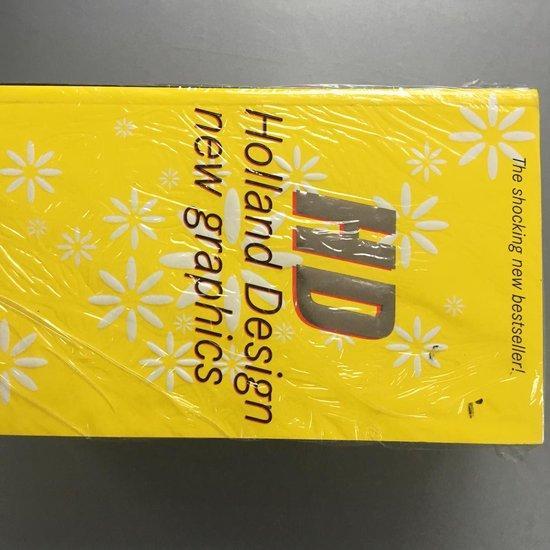 The shocking new bestseller!
HD
Holland Design
new graphics